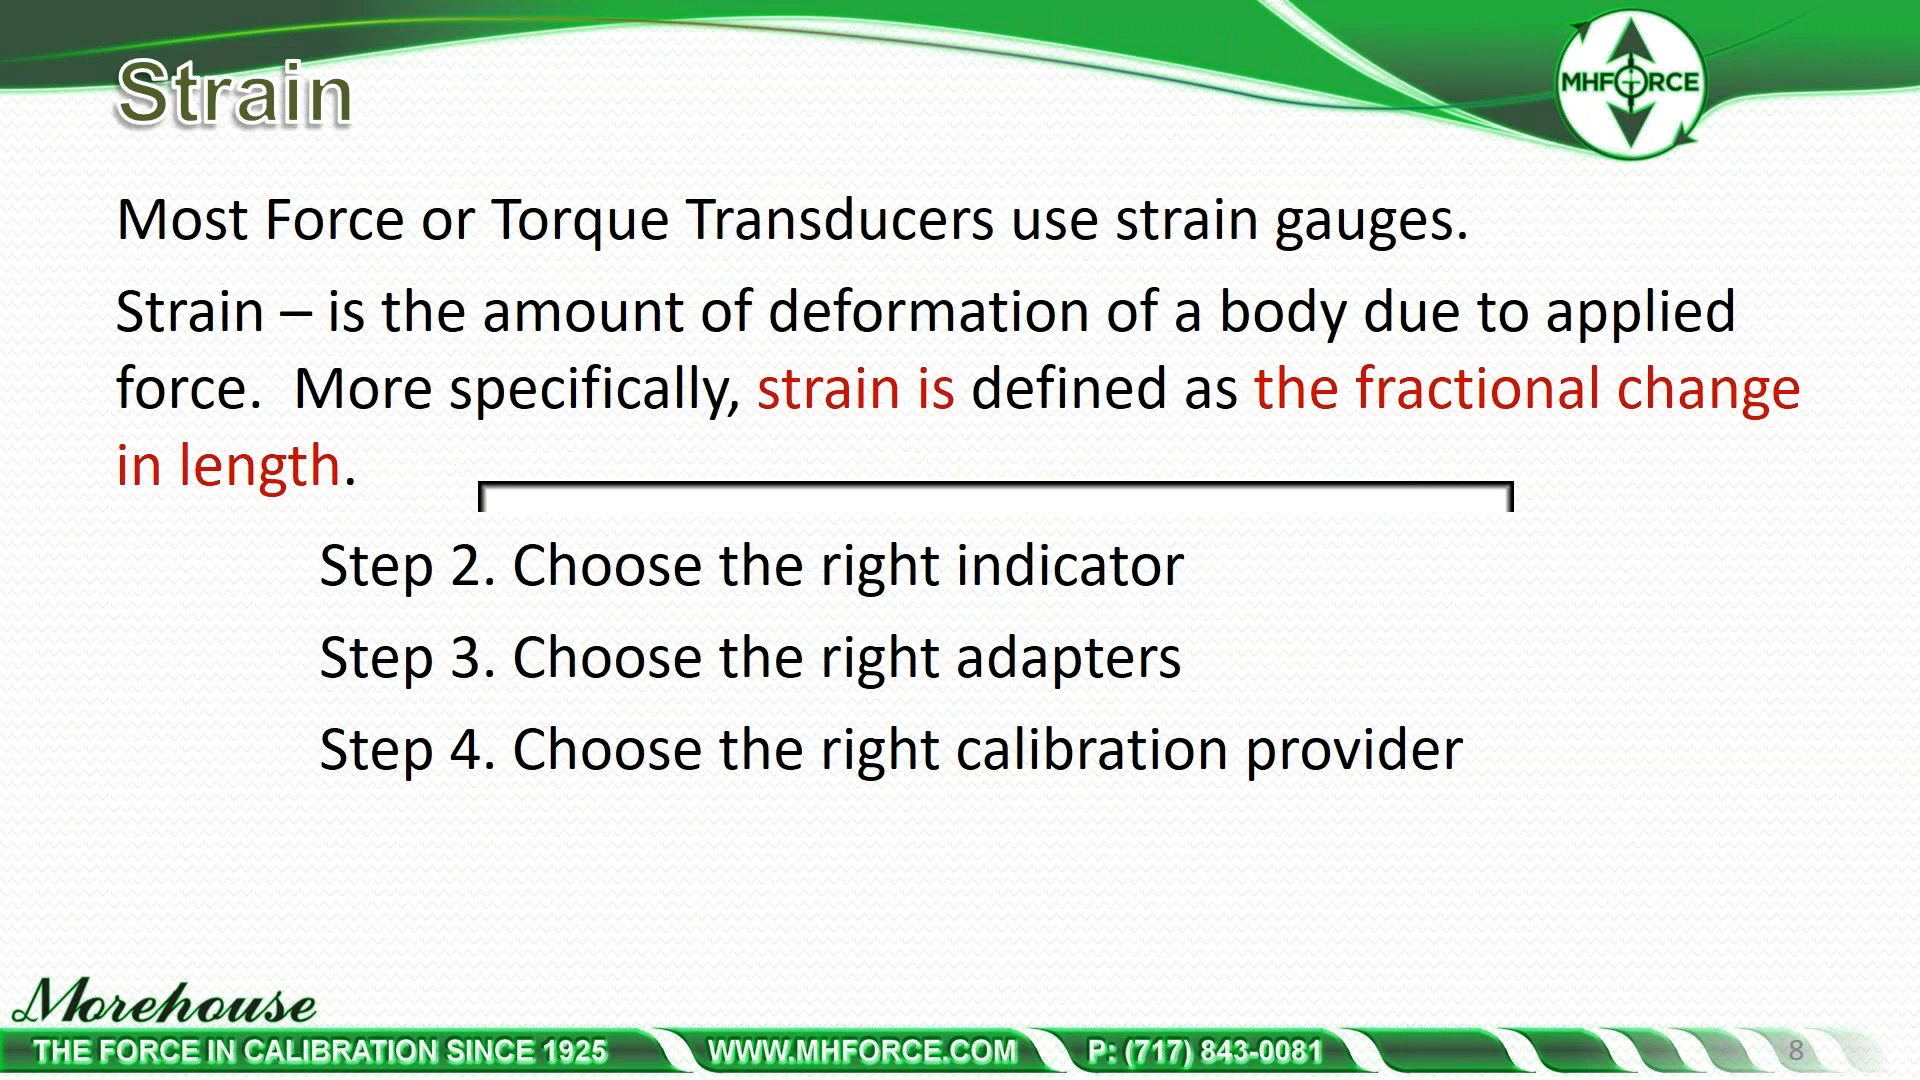 Strain
MHFORCE
Most Force or Torque Transducers use strain gauges.
Strain – is the amount of deformation of a body due to applied
force.  More specifically, strain is defined as the fractional change
in length.
Step 2. Choose the right indicator
Step 3. Choose the right adapters
Step 4. Choose the right calibration provider
Morehouse
THE FORCE IN CALIBRATION SINCE 1925
WWW.MHFORCE.COM
P: (717) 843-0081
8